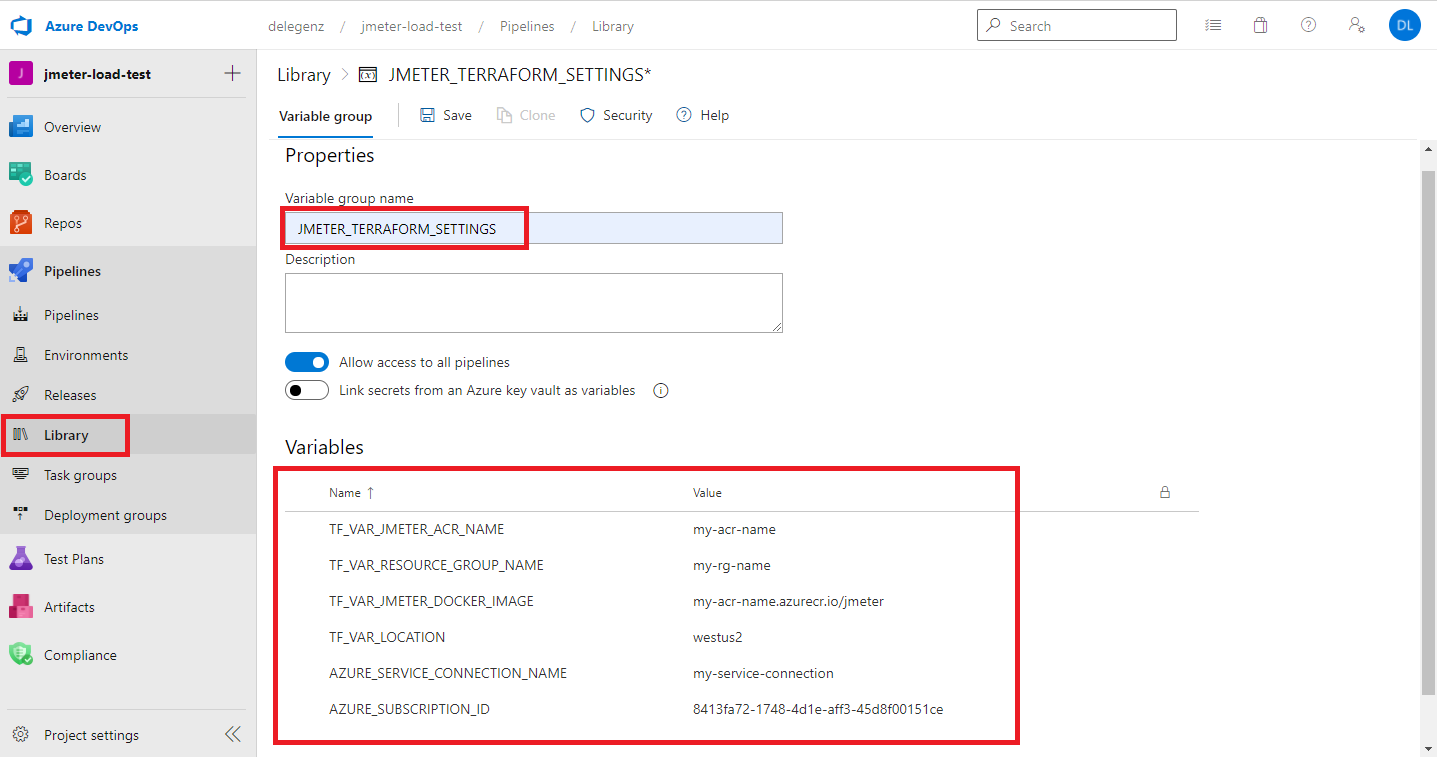 Azure DevOps
delegenz / jmeter-load-test / Pipelines / Library
Search
DL
J
jmeter-load-test
Overview
Boards
Repos
Pipelines
Pipelines
Environments
Releases
Library
Task groups
Deployment groups
Test Plans
Artifacts
Compliance
Project settings
Library > (x) JMETER_TERRAFORM_SETTINGS*
Variable group Save Clone Security ? Help
Properties
Variable group name
JMETER_TERRAFORM_SETTINGS
Description
Allow access to all pipelines
Link secrets from an Azure key vault as variables
Variables
Name ↑ Value
TF_VAR_JMETER_ACR_NAME my-acr-name
TF_VAR_RESOURCE_GROUP_NAME my-rg-name
TF_VAR_JMETER_DOCKER_IMAGE my-acr-name.azurecr.io/jmeter
TF_VAR_LOCATION westus2
AZURE_SERVICE_CONNECTION_NAME my-service-connection
AZURE_SUBSCRIPTION_ID 8413fa72-1748-4d1e-aff3-45d8f00151ce